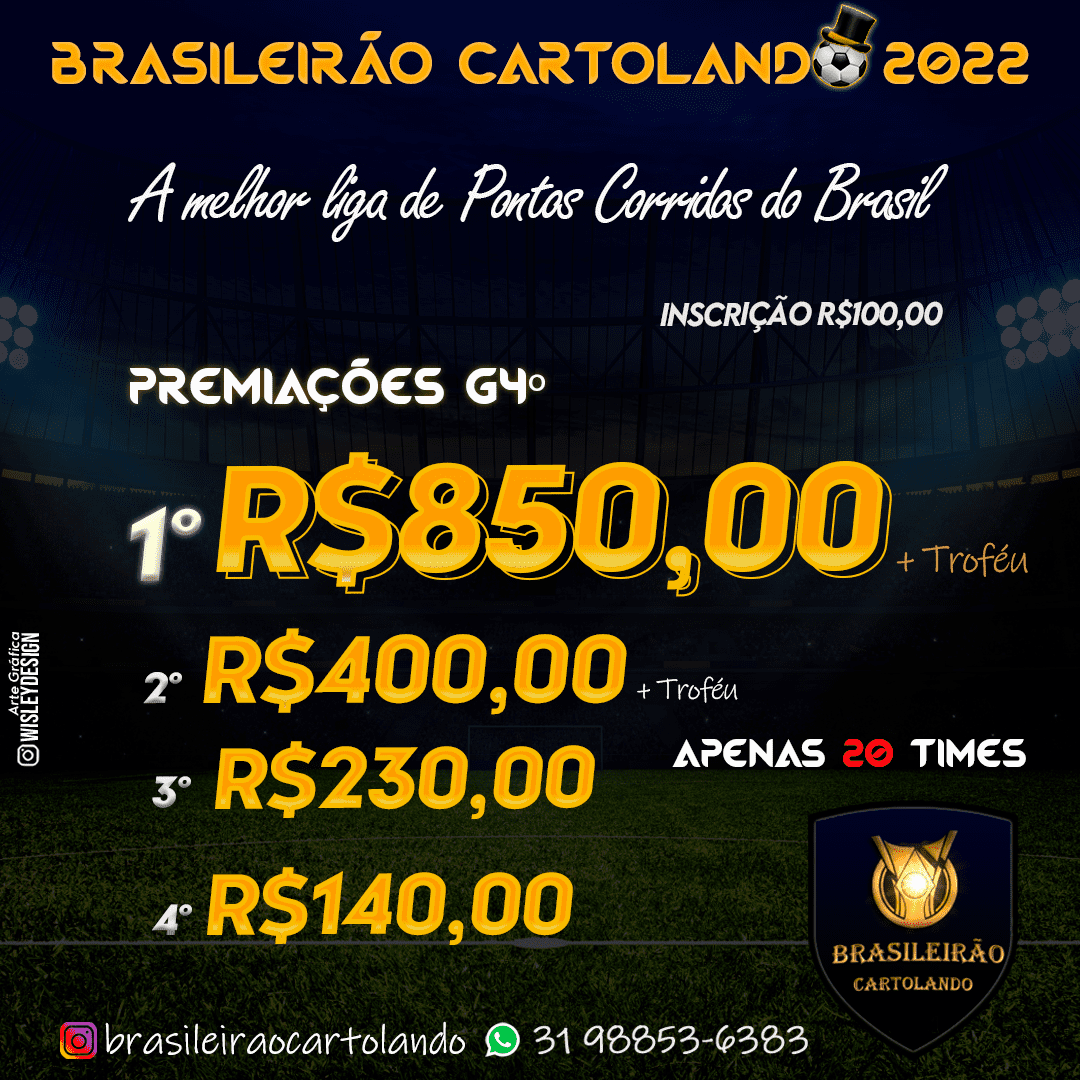 BRASILEIRÃO CARTOLANDO 2022
A melhor liga de Pontos Corridos do Brasil
INSCRIÇÃO R$100,00
PREMIAÇÕES G4º
1º R$850,00 + Troféu
2º R$400,00 + Troféu
3º R$230,00
APENAS 20 TIMES
4º R$140,00
BRASILEIRÃO
CARTOLANDO
Arte Gráfica
WISLEYDESIGN
brasileiraocartolando 31 98853-6383